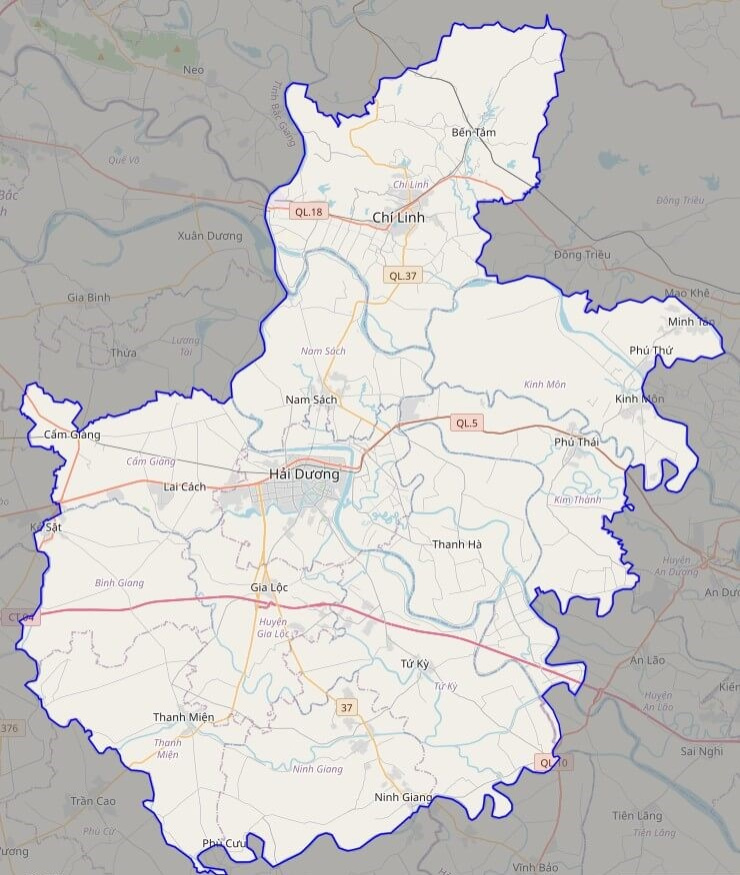 Neo
Tỉnh Bắc Giang
Bến Tắm
Quế Võ
Bắc
h
Chí Linh
Đông Triều
QL.18
Chí Linh
Xuân Dương
Đông Triều
QL.37
Gia Bình
Mạo Khê
Minh Tân
Lương
Tài
Thứa
Nam Sách
Phú Thứ
Kinh Môn
Nam Sách
Kinh Môn
QL.5
Cẩm Giàng
Phú Thái
Cẩm Giàng
Hải Dương
Lai Cách
Kim Thành
Kẻ Sặt
Thanh Hà
Huyện
An Dương
Bình Giang
Gia Lộc
An Dươ
CT.04
Huyện
Gia Lộc
Tứ Kỳ
An Lão
Tứ Kỳ
Kiến
Huyện
An Lão
37
Thanh Miện
376
Thanh
Miện
Sai Nghi
QL.10
Ninh Giang
Trần Cao
Ninh Giang
Tiên Lãng
Phù Cừ
Tiên Lãng
Phù Cưu
ương
Vĩnh Bảo